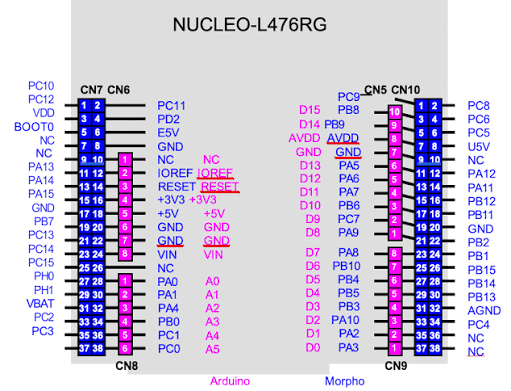 NUCLEO-L476RG
CN7 CN6 CN5 CN10
PC10 PC9
PC12 1 2 PC11 D15 PB8 10 1 2 PC8
VDD 3 4 PD2 D14 PB9 9 3 4 PC6
BOOT0 5 6 E5V AVDD AVDD 8 5 6 PC5
NC 7 8 GND GND GND 7 7 8 U5V
NC 9 10 1 NC NC D13 PA5 6 9 10 NC
PA13 11 12 2 IOREF IOREF D12 PA6 5 11 12 PA12
PA14 13 14 3 RESET RESET D11 PA7 4 13 14 PA11
PA15 15 16 4 +3V3 +3V3 D10 PB6 3 15 16 PB12
GND 17 18 5 +5V +5V D9 PC7 2 17 18 PB11
PB7 19 20 6 GND GND D8 PA9 1 19 20 GND
PC13 21 22 7 GND GND 21 22 PB2
PC14 23 24 8 VIN VIN D7 PA8 8 23 24 PB1
PC15 25 26 NC D6 PB10 7 25 26 PB15
PH0 27 28 1 PA0 A0 D5 PB4 6 27 28 PB14
PH1 29 30 2 PA1 A1 D4 PB5 5 29 30 PB13
VBAT 31 32 3 PA4 A2 D3 PB3 4 31 32 AGND
PC2 33 34 4 PB0 A3 D2 PA10 3 33 34 PC4
PC3 35 36 5 PC1 A4 D1 PA2 2 35 36 NC
37 38 6 PC0 A5 D0 PA3 1 37 38 NC
CN8 CN9
Arduino Morpho